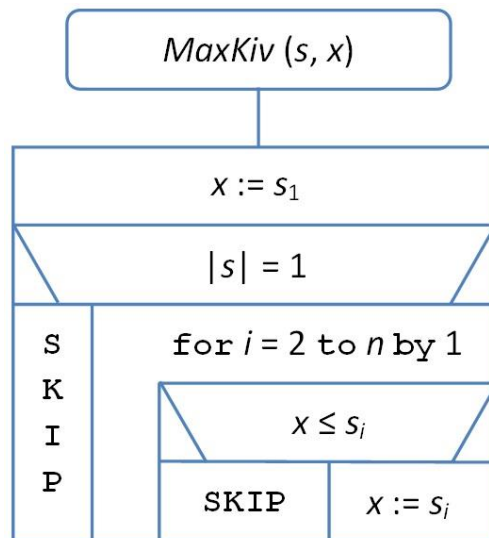 MaxKiv (s, x)
x := s₁
|s| = 1
S
K
I
P
for i = 2 to n by 1
x ≤ sᵢ
SKIP
x := sᵢ